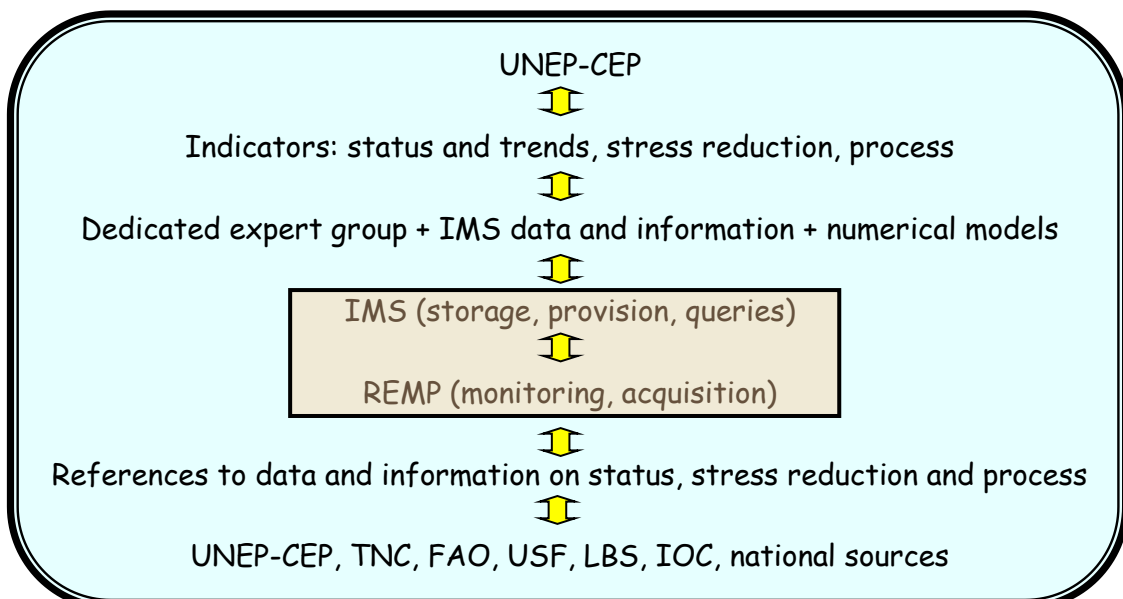 UNEP-CEP
Indicators: status and trends, stress reduction, process
Dedicated expert group + IMS data and information + numerical models
IMS (storage, provision, queries)
REMP (monitoring, acquisition)
References to data and information on status, stress reduction and process
UNEP-CEP, TNC, FAO, USF, LBS, IOC, national sources